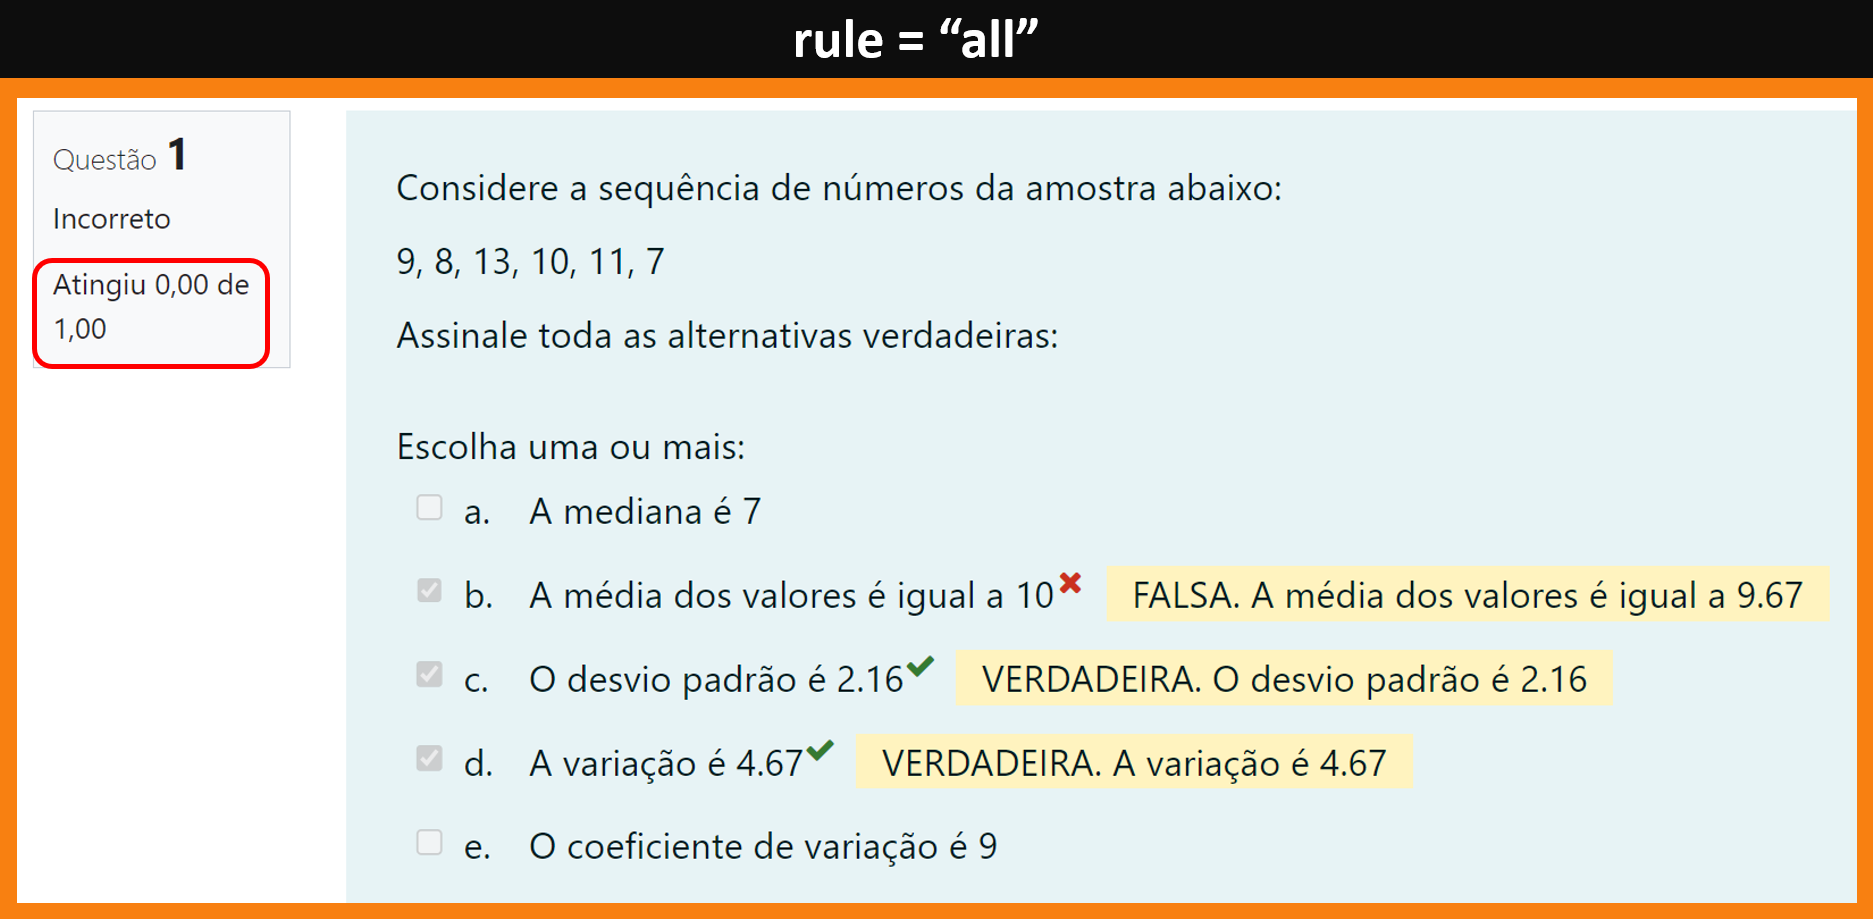 rule = “all”
Questão 1
Incorreto
Atingiu 0,00 de
1,00
Considere a sequência de números da amostra abaixo:
9, 8, 13, 10, 11, 7
Assinale toda as alternativas verdadeiras:
Escolha uma ou mais:
a. A mediana é 7
b. A média dos valores é igual a 10 FALSA. A média dos valores é igual a 9.67
c. O desvio padrão é 2.16 VERDADEIRA. O desvio padrão é 2.16
d. A variação é 4.67 VERDADEIRA. A variação é 4.67
e. O coeficiente de variação é 9